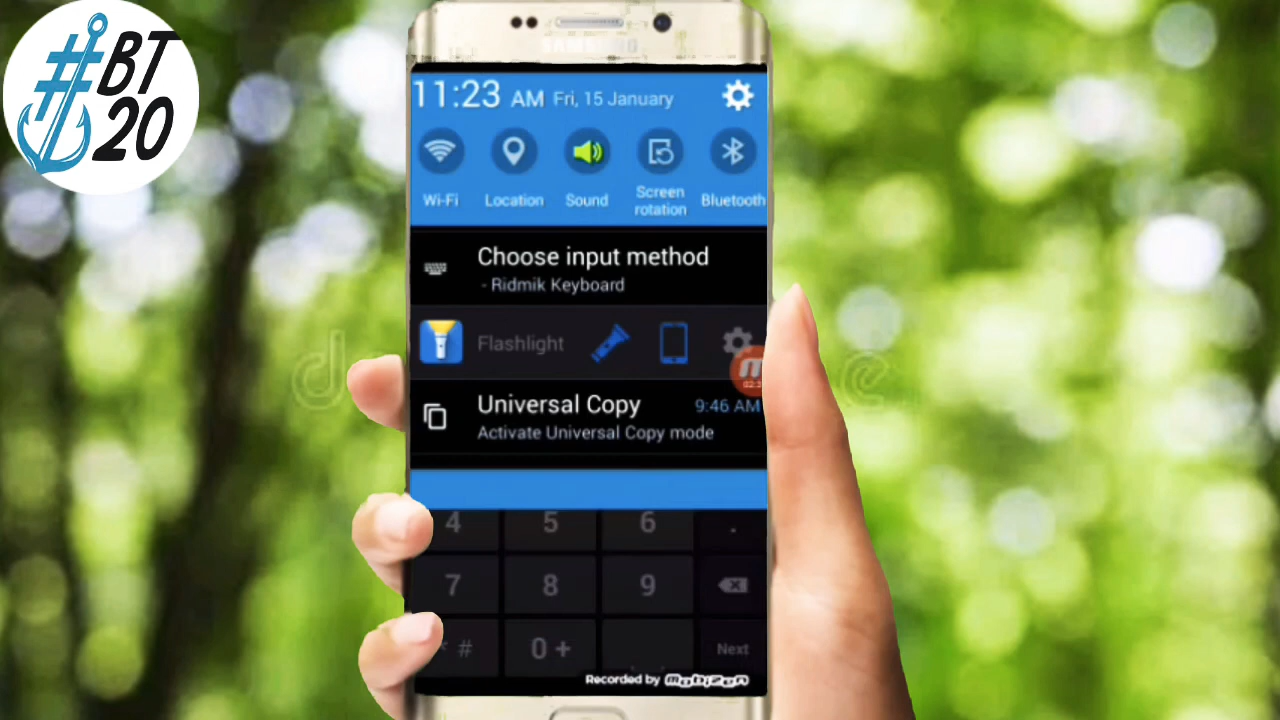 #BT
20
SAMSUNG
11:23 AM Fri, 15 January
Wi-Fi
Location
Sound
Screen
rotation
Bluetooth
Choose input method
- Ridmik Keyboard
Flashlight
Universal Copy
9:46 AM
Activate Universal Copy mode
4 5 6 .
7 8 9
* # 0 + Next
Recorded by mobizen